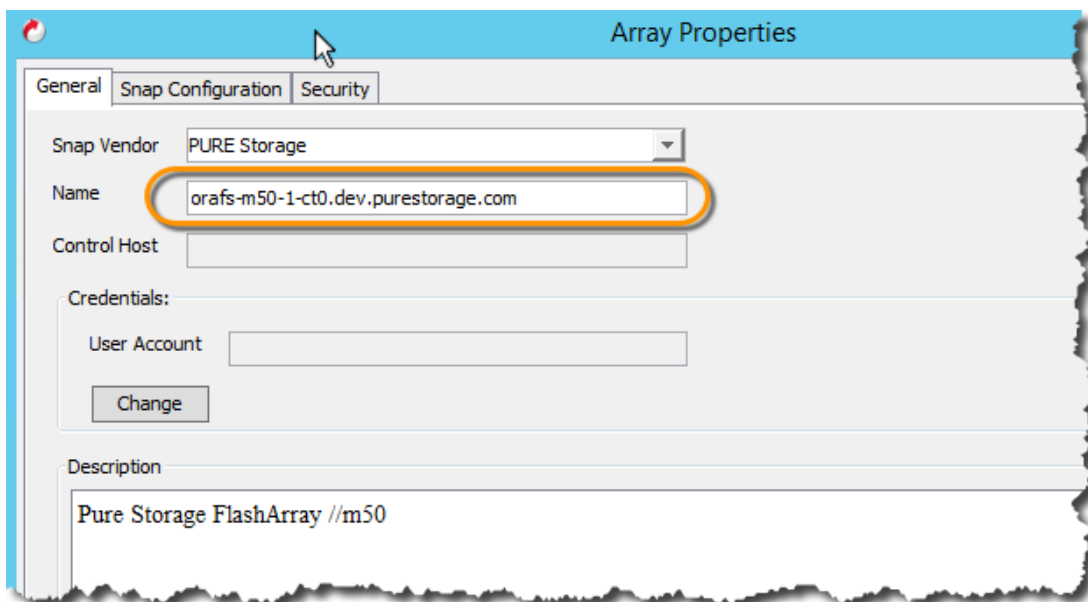 Array Properties
General Snap Configuration Security
Snap Vendor PURE Storage
Name orafs-m50-1-ct0.dev.purestorage.com
Control Host
Credentials:
User Account
Change
Description
Pure Storage FlashArray //m50